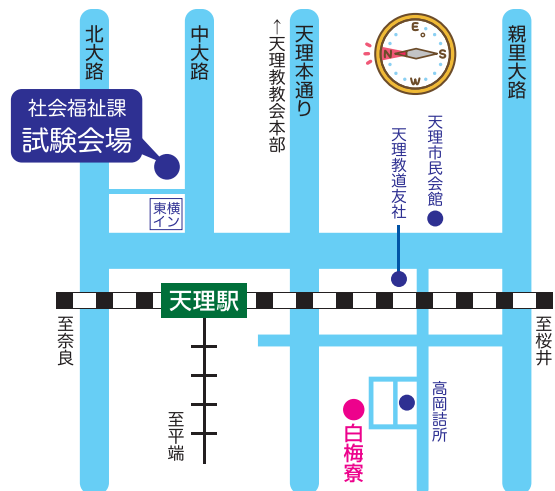 北大路
中大路
↑天理教教会本部
天理本通り
E
N
S
W
親里大路
社会福祉課
試験会場
天理教道友社
天理市民会館
東横
イン
天理駅
至奈良
至桜井
至平端
高岡詰所
白梅寮